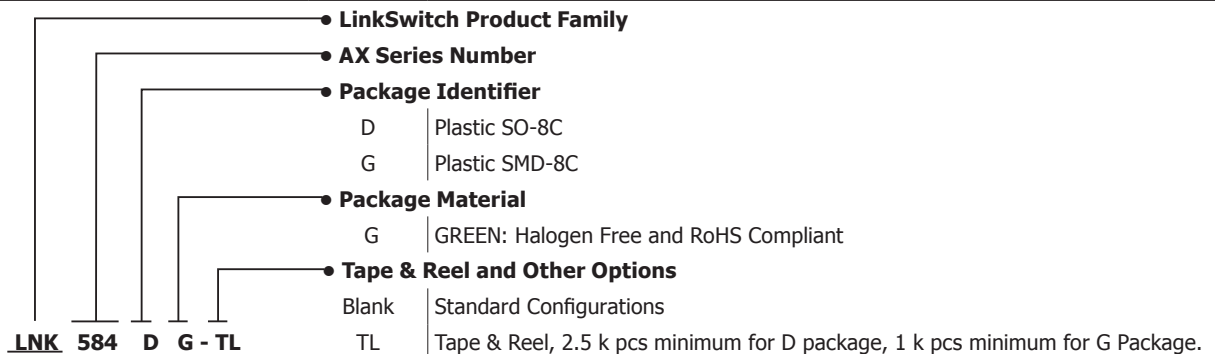 • LinkSwitch Product Family
• AX Series Number
• Package Identifier
D Plastic SO-8C
G Plastic SMD-8C
• Package Material
G GREEN: Halogen Free and RoHS Compliant
• Tape & Reel and Other Options
Blank Standard Configurations
LNK 584 D G - TL TL Tape & Reel, 2.5 k pcs minimum for D package, 1 k pcs minimum for G Package.